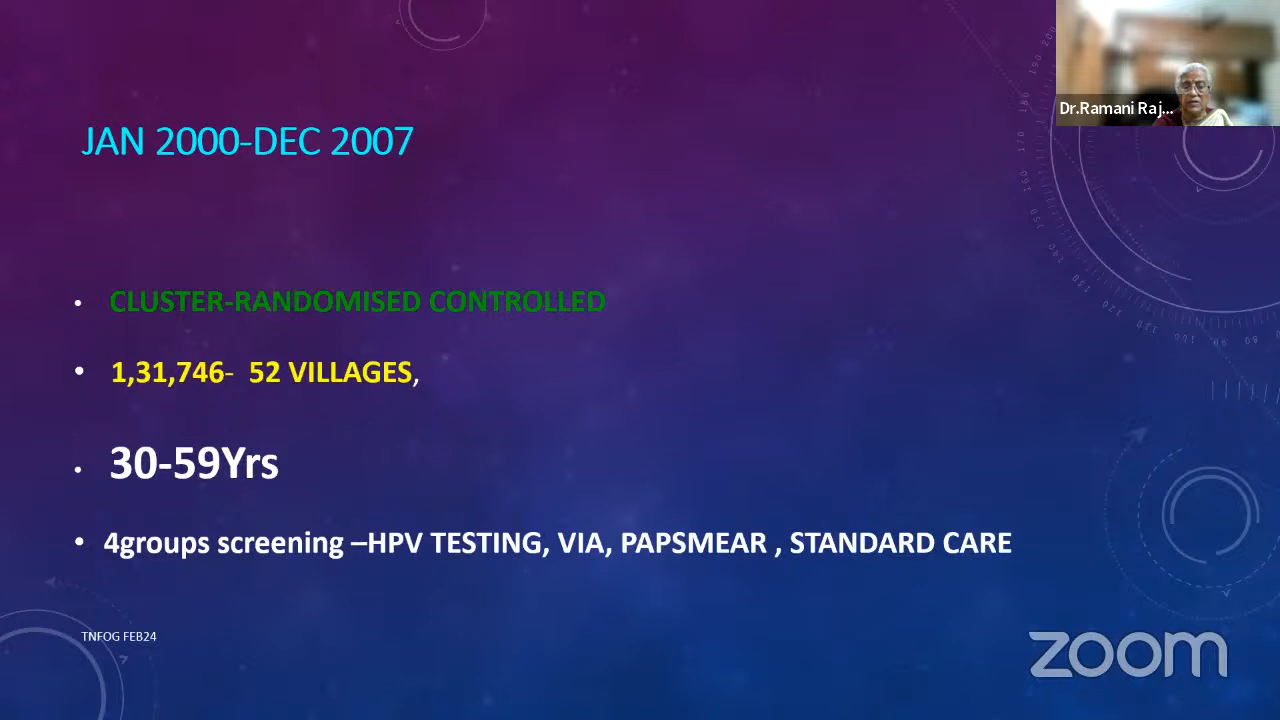 Dr.Ramani Raj...
JAN 2000-DEC 2007
• CLUSTER-RANDOMISED CONTROLLED
• 1,31,746- 52 VILLAGES,
• 30-59Yrs
• 4groups screening –HPV TESTING, VIA, PAPSMEAR , STANDARD CARE
TNFOG FEB24
zoom